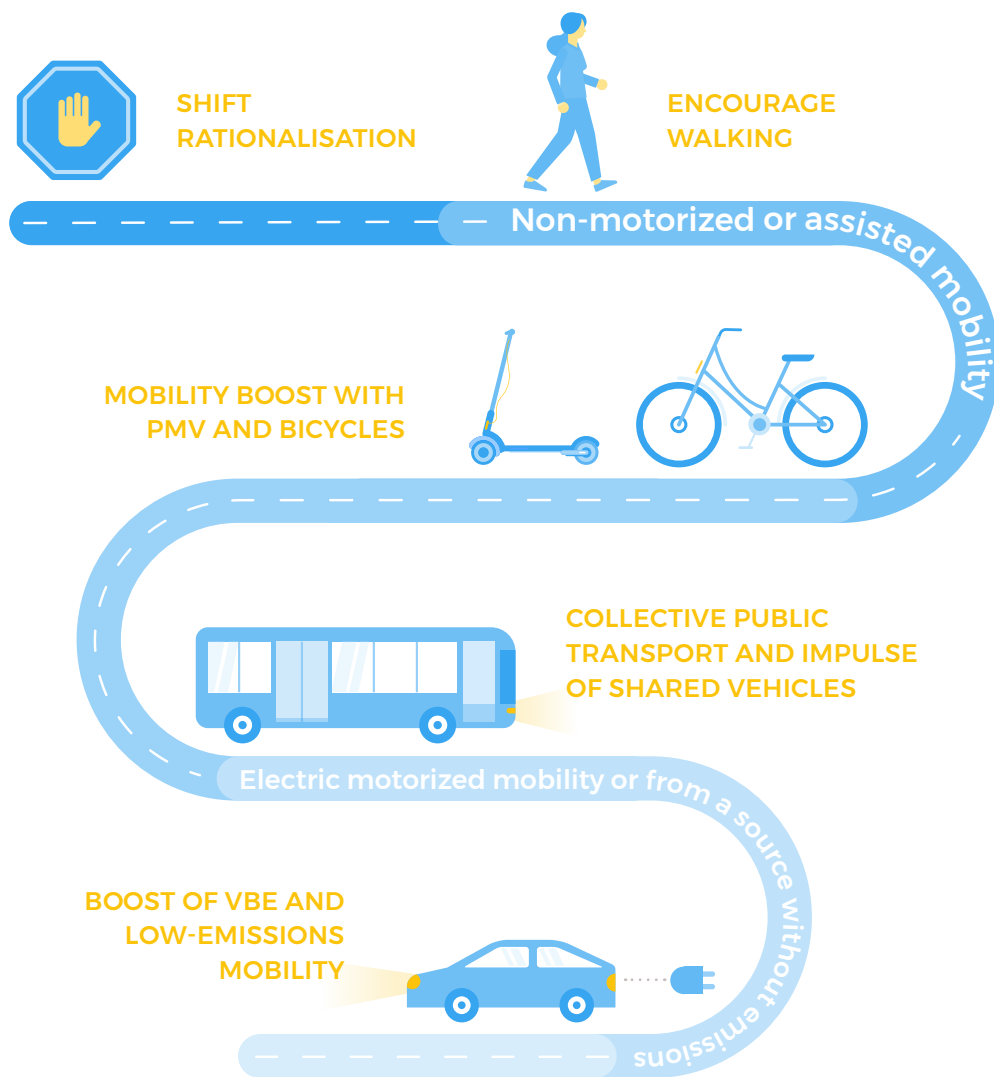 SHIFT
RATIONALISATION
ENCOURAGE
WALKING
Non-motorized or assisted mobility
MOBILITY BOOST WITH
PMV AND BICYCLES
COLLECTIVE PUBLIC
TRANSPORT AND IMPULSE
OF SHARED VEHICLES
Electric motorized mobility or from a source without emissions
BOOST OF VBE AND
LOW-EMISSIONS
MOBILITY